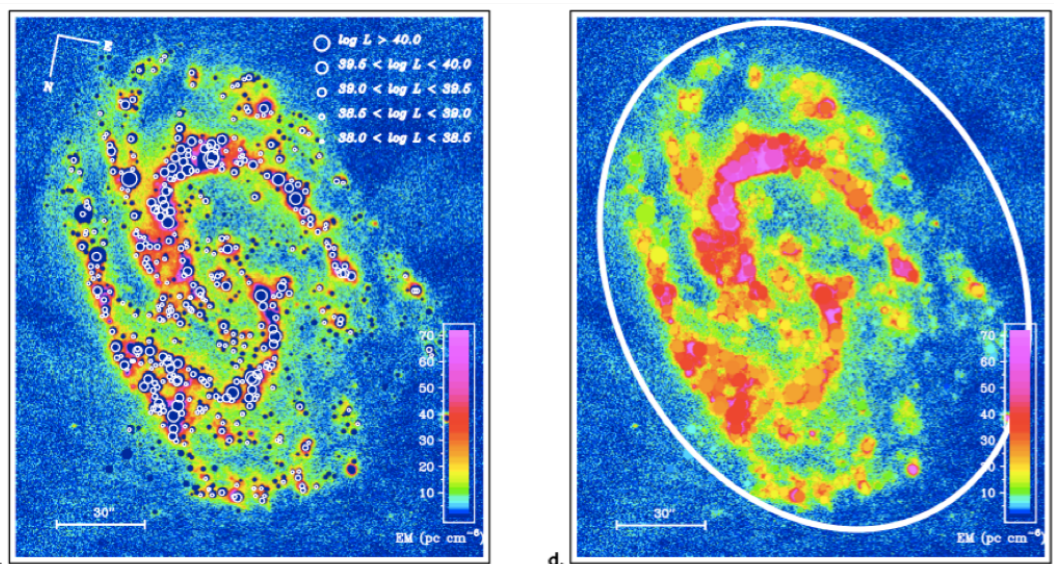 log L > 40.0
39.5 < log L < 40.0
39.0 < log L < 39.5
38.5 < log L < 39.0
38.0 < log L < 38.5
E
N
70
60
50
40
30
20
10
30"
EM (pc cm⁻⁶)
d.
70
60
50
40
30
20
10
30"
EM (pc cm⁻⁶)